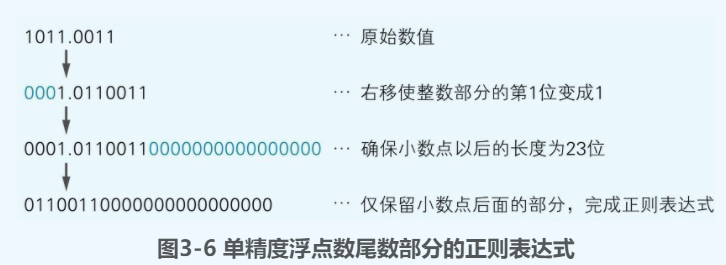 1011.0011 ··· 原始数值
0001.0110011 ··· 右移使整数部分的第1位变成1
0001.01100110000000000000000 ··· 确保小数点以后的长度为23位
01100110000000000000000 ··· 仅保留小数点后面的部分，完成正则表达式
图3-6 单精度浮点数尾数部分的正则表达式